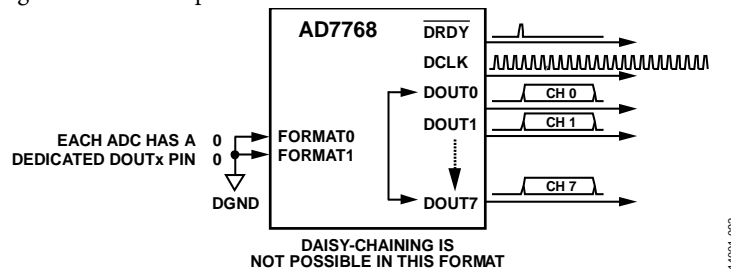 AD7768
DRDY
DCLK
DOUT0
CH 0
DOUT1
CH 1
EACH ADC HAS A 0
DEDICATED DOUTx PIN 0
FORMAT0
FORMAT1
DGND
DOUT7
CH 7
DAISY-CHAINING IS
NOT POSSIBLE IN THIS FORMAT